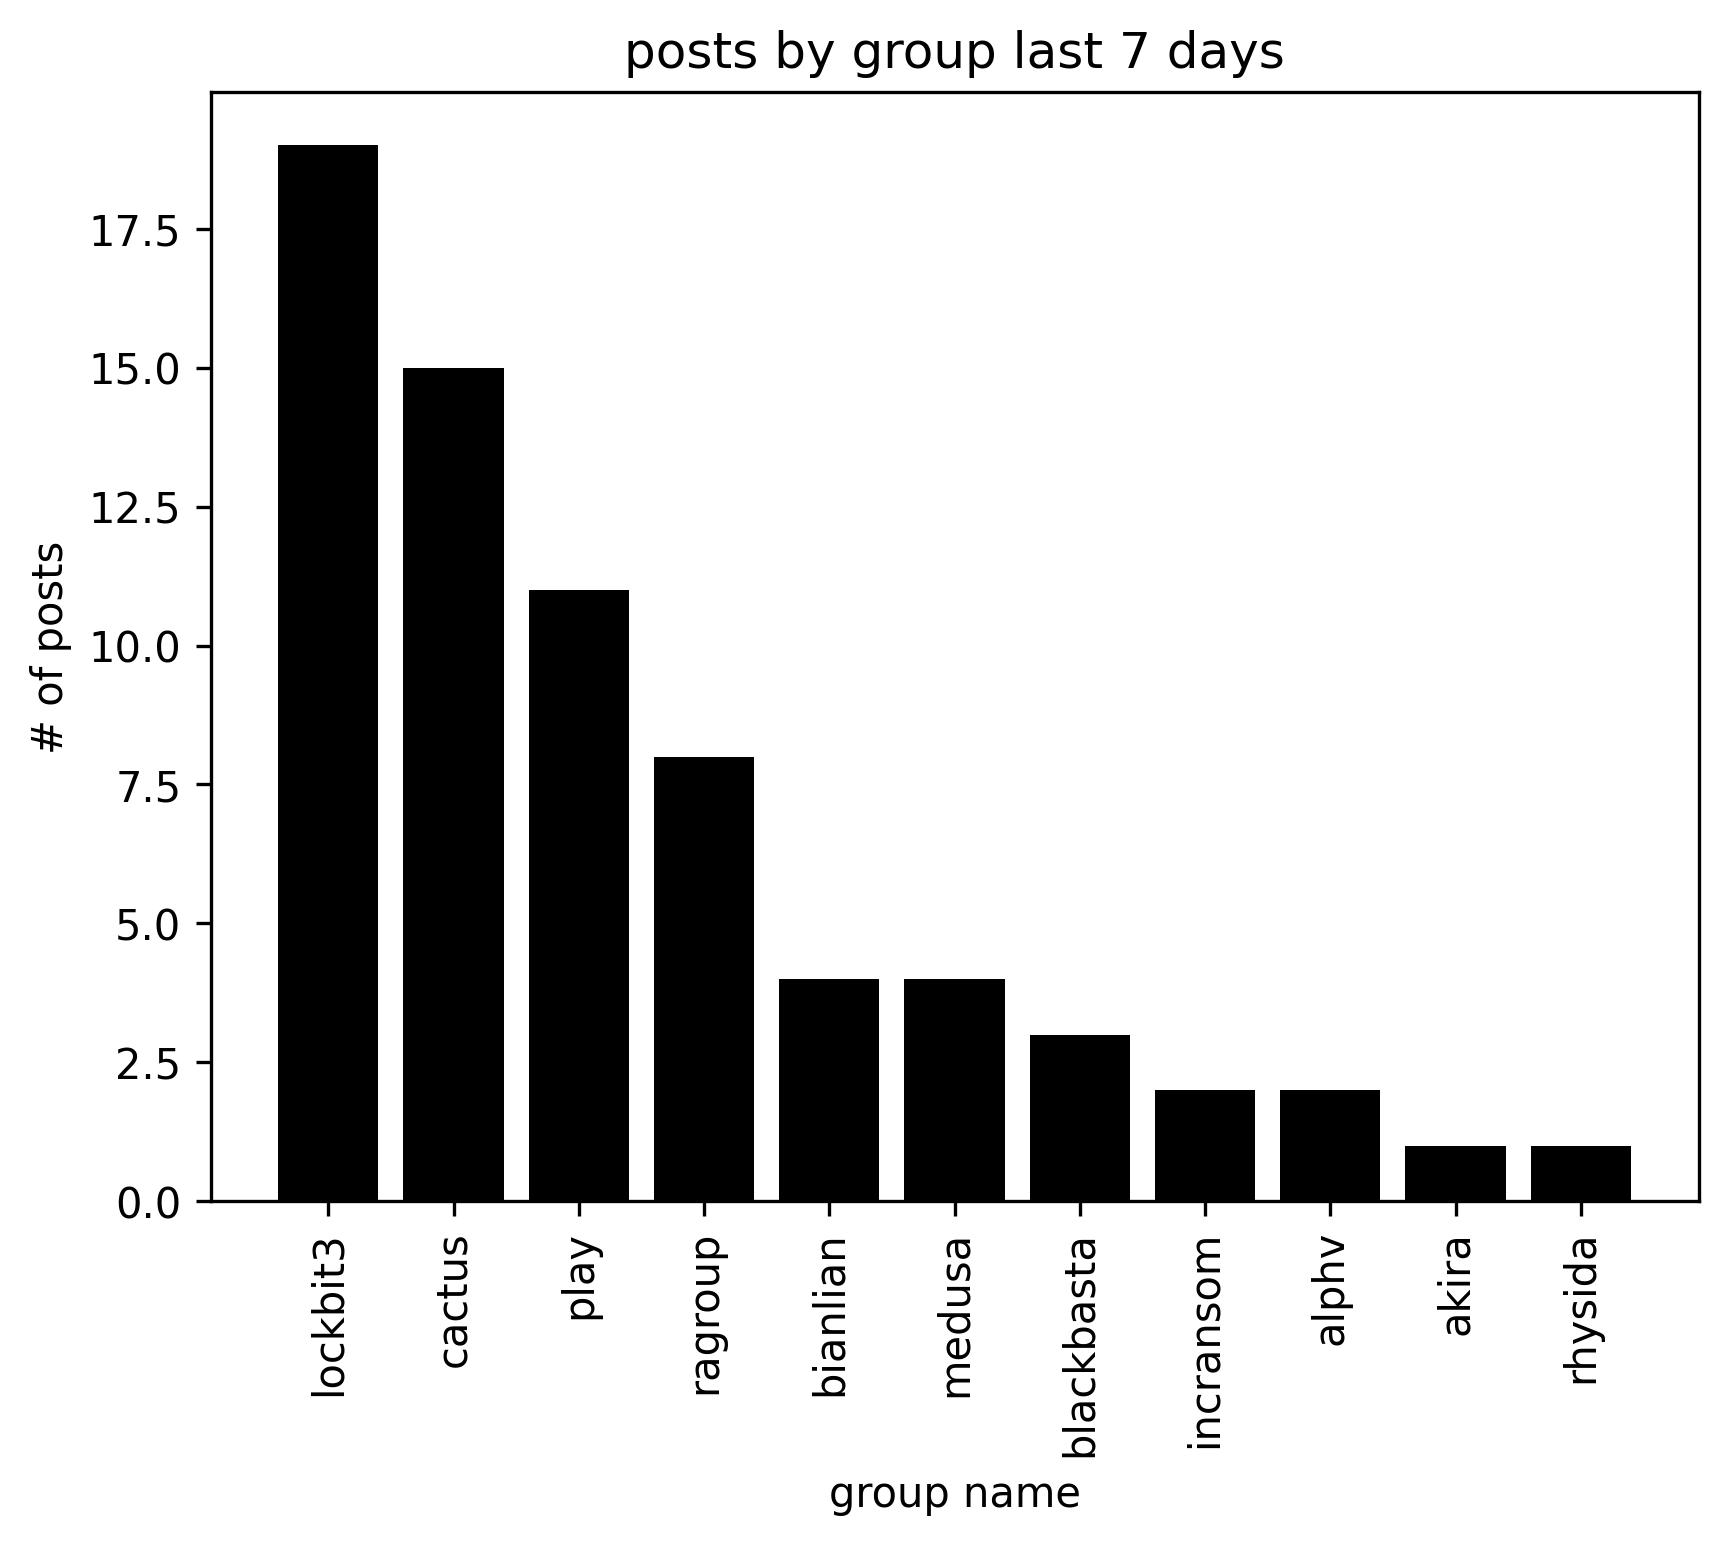 posts by group last 7 days
# of posts
17.5
15.0
12.5
10.0
7.5
5.0
2.5
0.0
lockbit3
cactus
play
ragroup
bianlian
medusa
blackbasta
incransom
alphv
akira
rhysida
group name